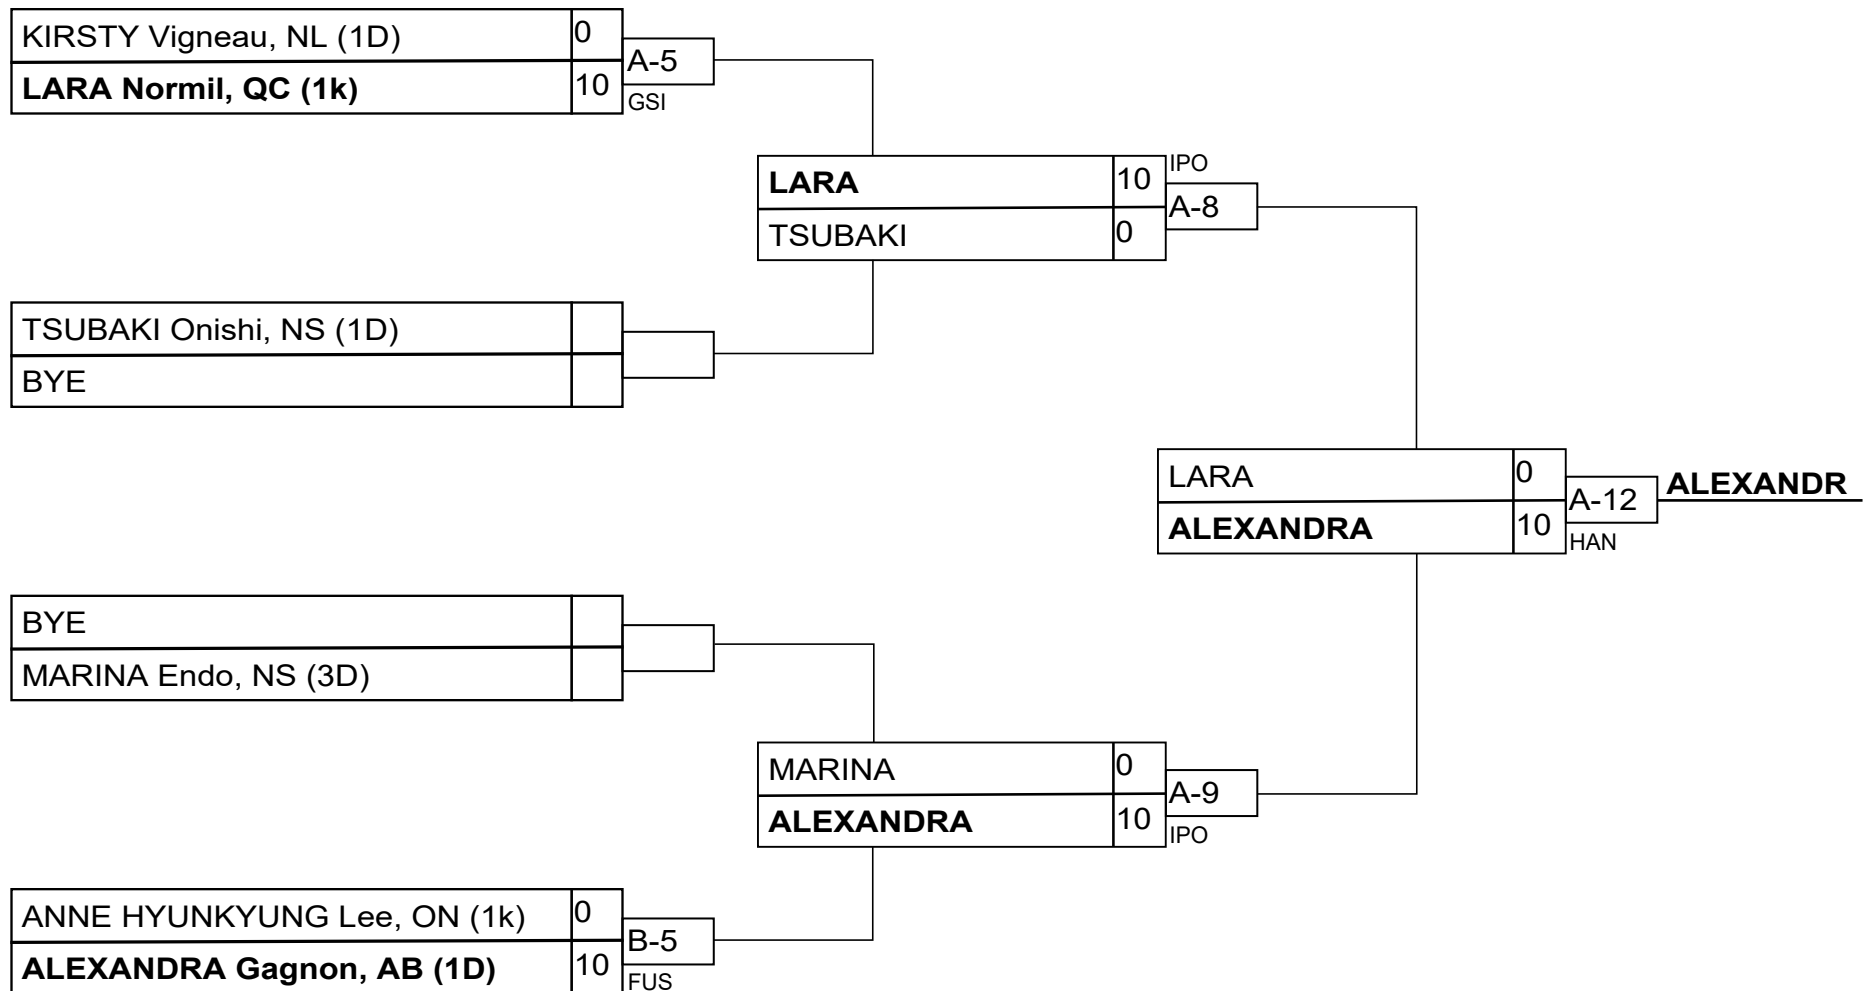 KIRSTY Vigneau, NL (1D) 0
A-5
LARA Normil, QC (1k) 10
GSI
LARA 10
IPO
A-8
TSUBAKI 0
TSUBAKI Onishi, NS (1D)
BYE
LARA 0
A-12
ALEXANDR
ALEXANDRA 10
HAN
BYE
MARINA Endo, NS (3D)
MARINA 0
A-9
ALEXANDRA 10
IPO
ANNE HYUNKYUNG Lee, ON (1k) 0
B-5
ALEXANDRA Gagnon, AB (1D) 10
FUS